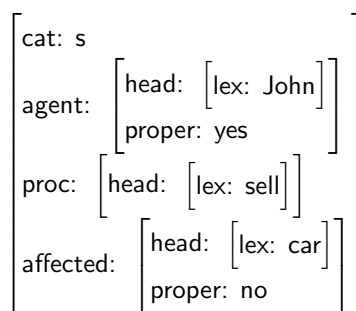 cat: s
agent: head: lex: John
proper: yes
proc: head: lex: sell
affected: head: lex: car
proper: no